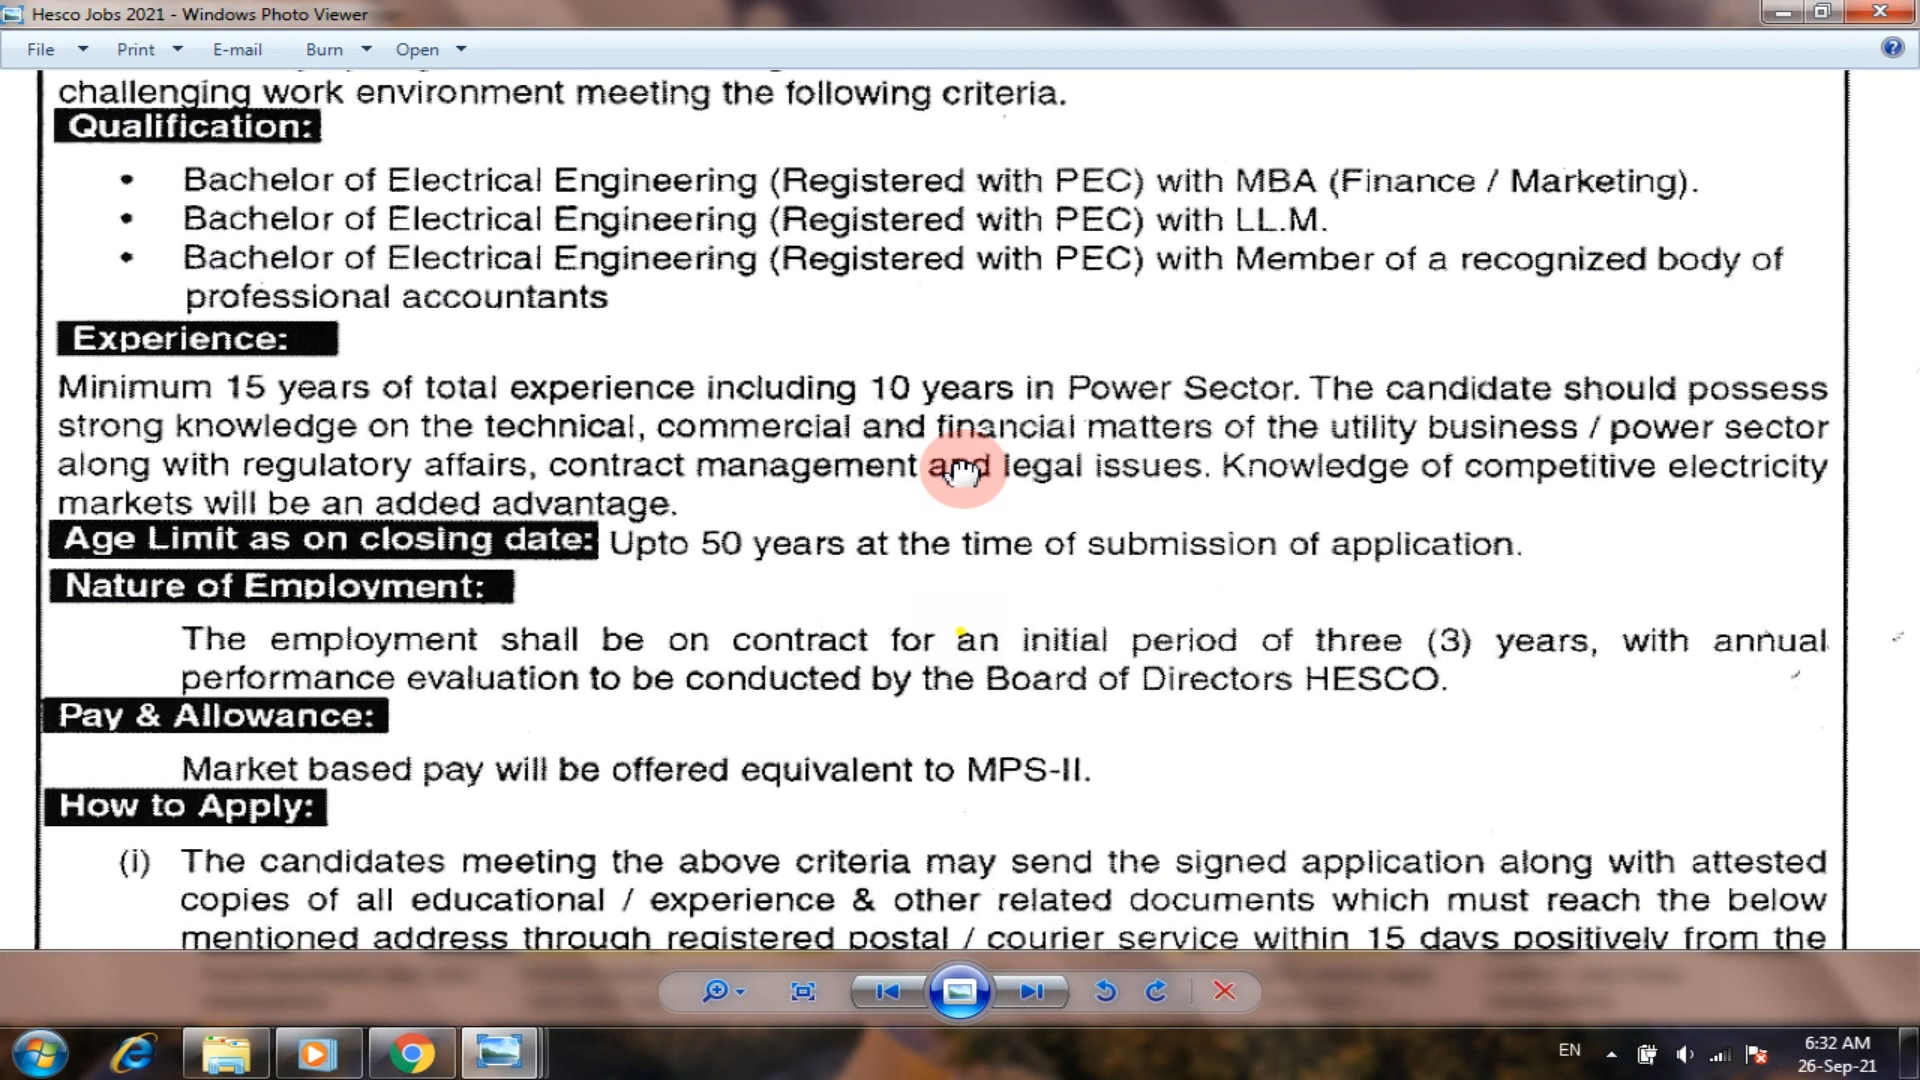 Hesco Jobs 2021 - Windows Photo Viewer
File Print E-mail Burn Open
challenging work environment meeting the following criteria.
Qualification:
• Bachelor of Electrical Engineering (Registered with PEC) with MBA (Finance / Marketing).
• Bachelor of Electrical Engineering (Registered with PEC) with LL.M.
• Bachelor of Electrical Engineering (Registered with PEC) with Member of a recognized body of
professional accountants
Experience:
Minimum 15 years of total experience including 10 years in Power Sector. The candidate should possess
strong knowledge on the technical, commercial and financial matters of the utility business / power sector
along with regulatory affairs, contract management and legal issues. Knowledge of competitive electricity
markets will be an added advantage.
Age Limit as on closing date: Upto 50 years at the time of submission of application.
Nature of Employment:
The employment shall be on contract for an initial period of three (3) years, with annual
performance evaluation to be conducted by the Board of Directors HESCO.
Pay & Allowance:
Market based pay will be offered equivalent to MPS-II.
How to Apply:
(i) The candidates meeting the above criteria may send the signed application along with attested
copies of all educational / experience & other related documents which must reach the below
mentioned address through registered postal / courier service within 15 days positively from the
EN
6:32 AM
26-Sep-21